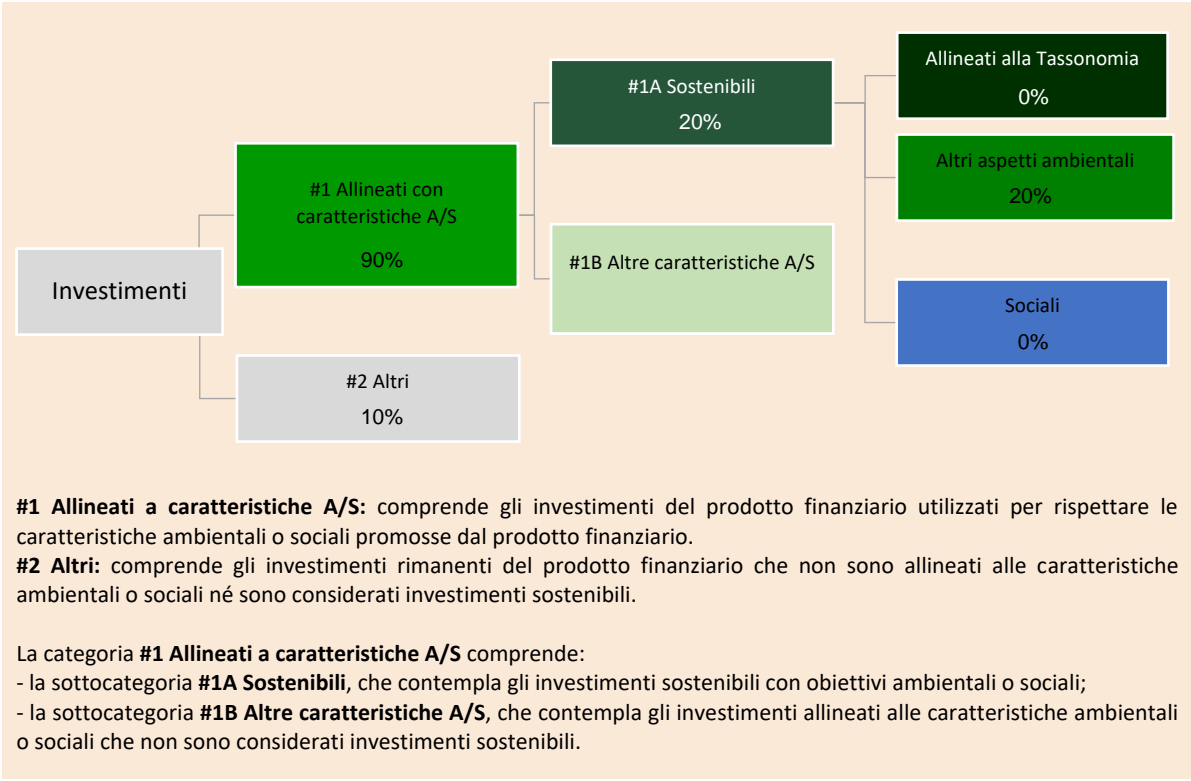 Investimenti
#1 Allineati con
caratteristiche A/S
90%
#2 Altri
10%
#1A Sostenibili
20%
#1B Altre caratteristiche A/S
Allineati alla Tassonomia
0%
Altri aspetti ambientali
20%
Sociali
0%
#1 Allineati a caratteristiche A/S: comprende gli investimenti del prodotto finanziario utilizzati per rispettare le
caratteristiche ambientali o sociali promosse dal prodotto finanziario.
#2 Altri: comprende gli investimenti rimanenti del prodotto finanziario che non sono allineati alle caratteristiche
ambientali o sociali né sono considerati investimenti sostenibili.
La categoria #1 Allineati a caratteristiche A/S comprende:
- la sottocategoria #1A Sostenibili, che contempla gli investimenti sostenibili con obiettivi ambientali o sociali;
- la sottocategoria #1B Altre caratteristiche A/S, che contempla gli investimenti allineati alle caratteristiche ambientali
o sociali che non sono considerati investimenti sostenibili.